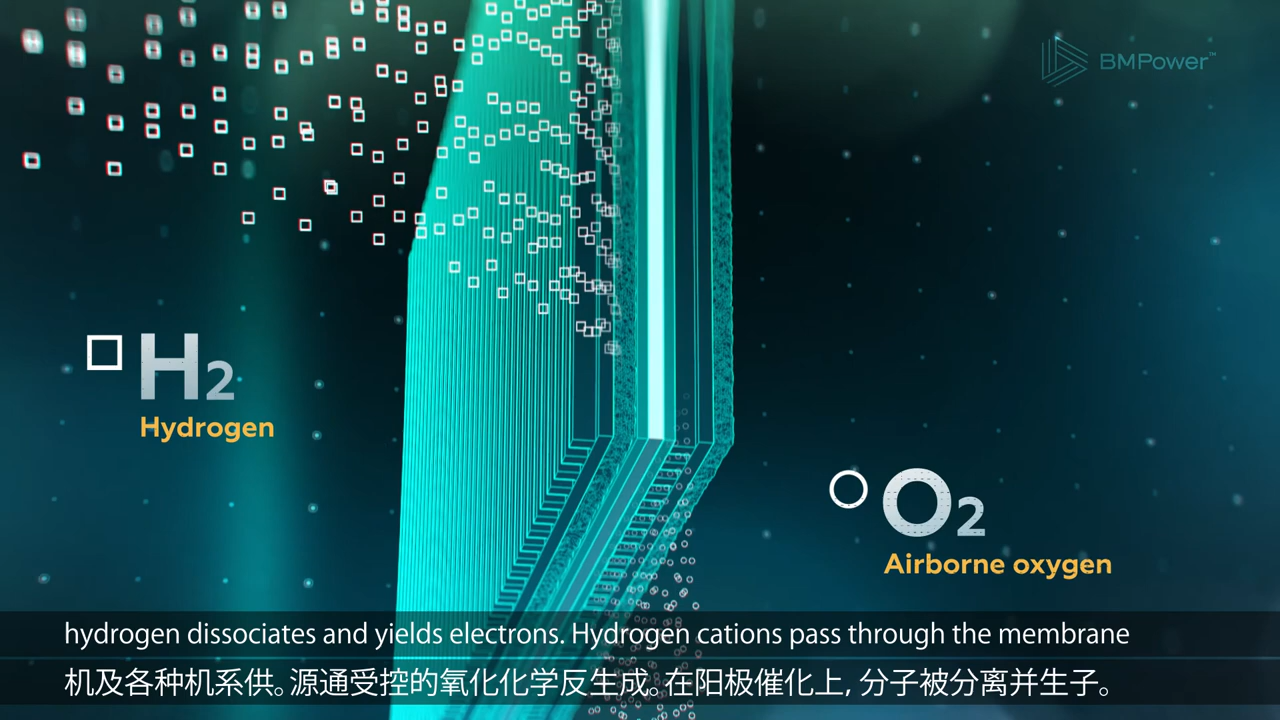 BMPower™
H2
Hydrogen
O2
Airborne oxygen
hydrogen dissociates and yields electrons. Hydrogen cations pass through the membrane
机及各种机系供。源通受控的氧化化学反生成。在阳极催化上, 分子被分离并生子。